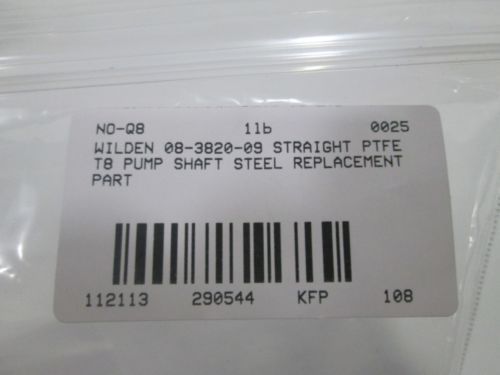 NO-Q8 1lb 0025
WILDEN 08-3820-09 STRAIGHT PTFE
T8 PUMP SHAFT STEEL REPLACEMENT
PART
112113 290544 KFP 108